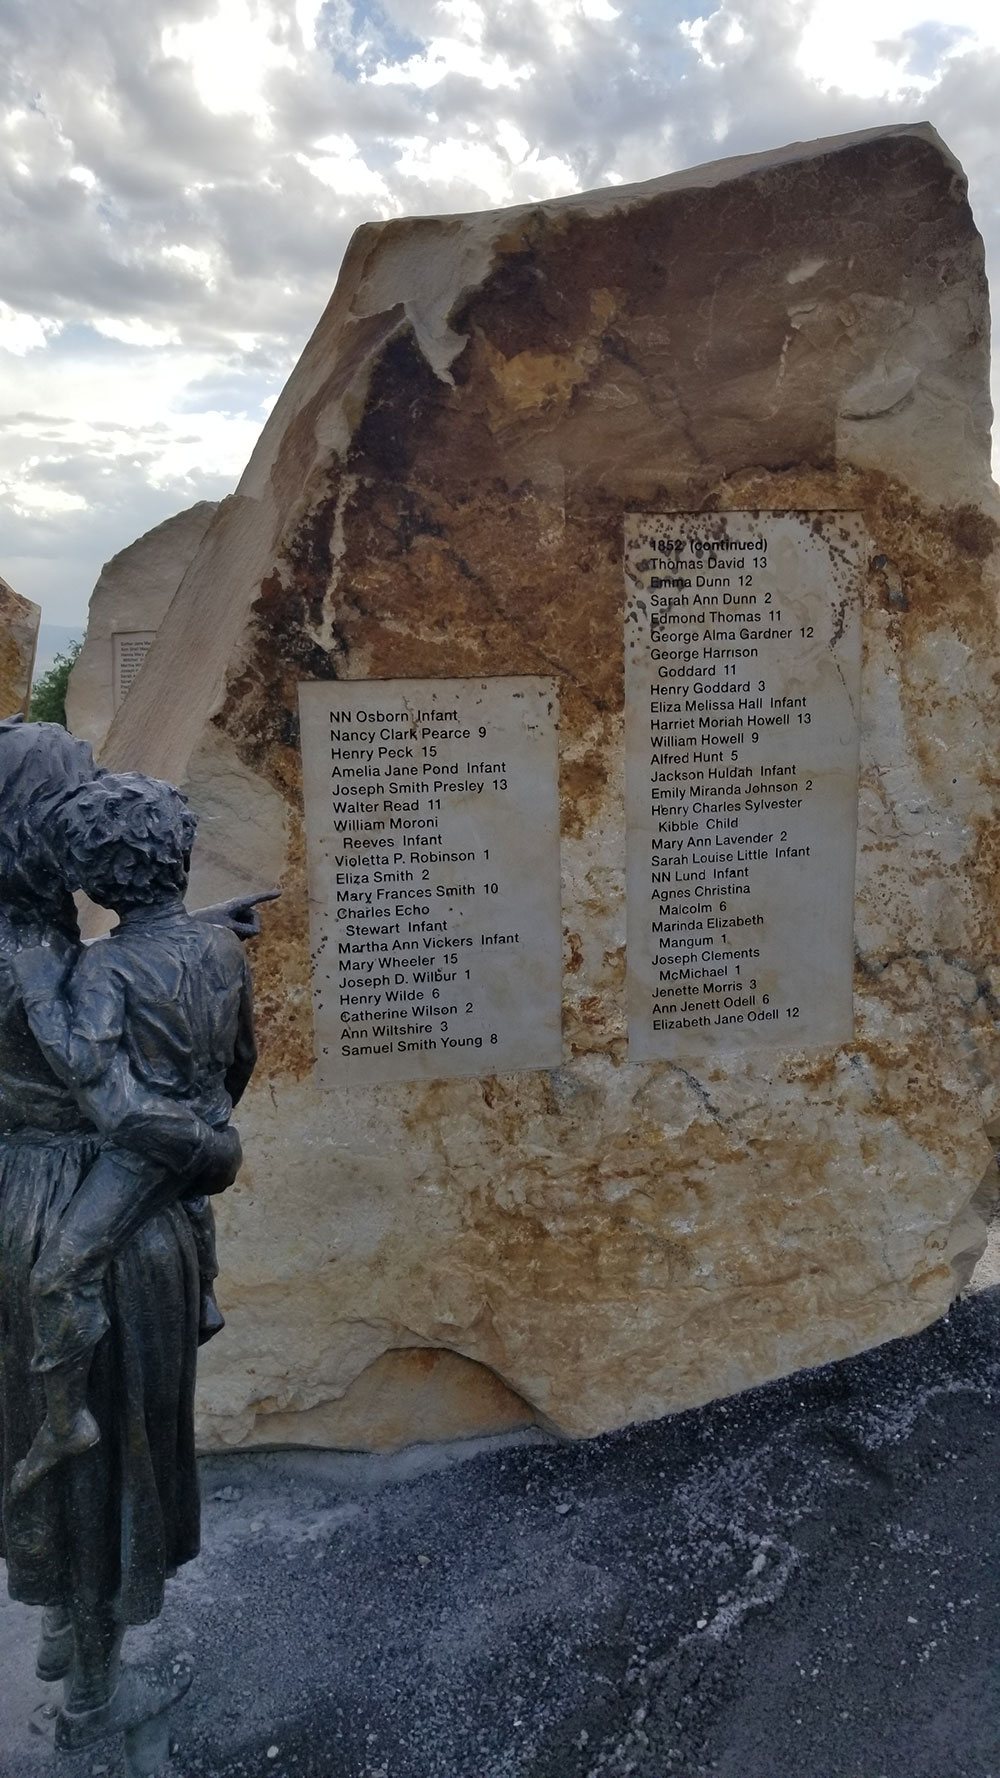 NN Osborn Infant
Nancy Clark Pearce 9
Henry Peck 15
Amelia Jane Pond Infant
Joseph Smith Presley 13
Walter Read 11
William Moroni
Reeves Infant
Violetta P. Robinson 1
Eliza Smith 2
Mary Frances Smith 10
Charles Echo
Stewart Infant
Martha Ann Vickers Infant
Mary Wheeler 15
Joseph D. Wilbur 1
Henry Wilde 6
Catherine Wilson 2
Ann Wiltshire 3
Samuel Smith Young 8
1852 (continued)
Thomas David 13
Emma Dunn 12
Sarah Ann Dunn 2
Edmond Thomas 11
George Alma Gardner 12
George Harrison
Goddard 11
Henry Goddard 3
Eliza Melissa Hall Infant
Harriet Moriah Howell 13
William Howell 9
Alfred Hunt 5
Jackson Huldah Infant
Emily Miranda Johnson 2
Henry Charles Sylvester
Kibble Child
Mary Ann Lavender 2
Sarah Louise Little Infant
NN Lund Infant
Agnes Christina
Malcolm 6
Marinda Elizabeth
Mangum 1
Joseph Clements
McMichael 1
Jenette Morris 3
Ann Jenett Odell 6
Elizabeth Jane Odell 12